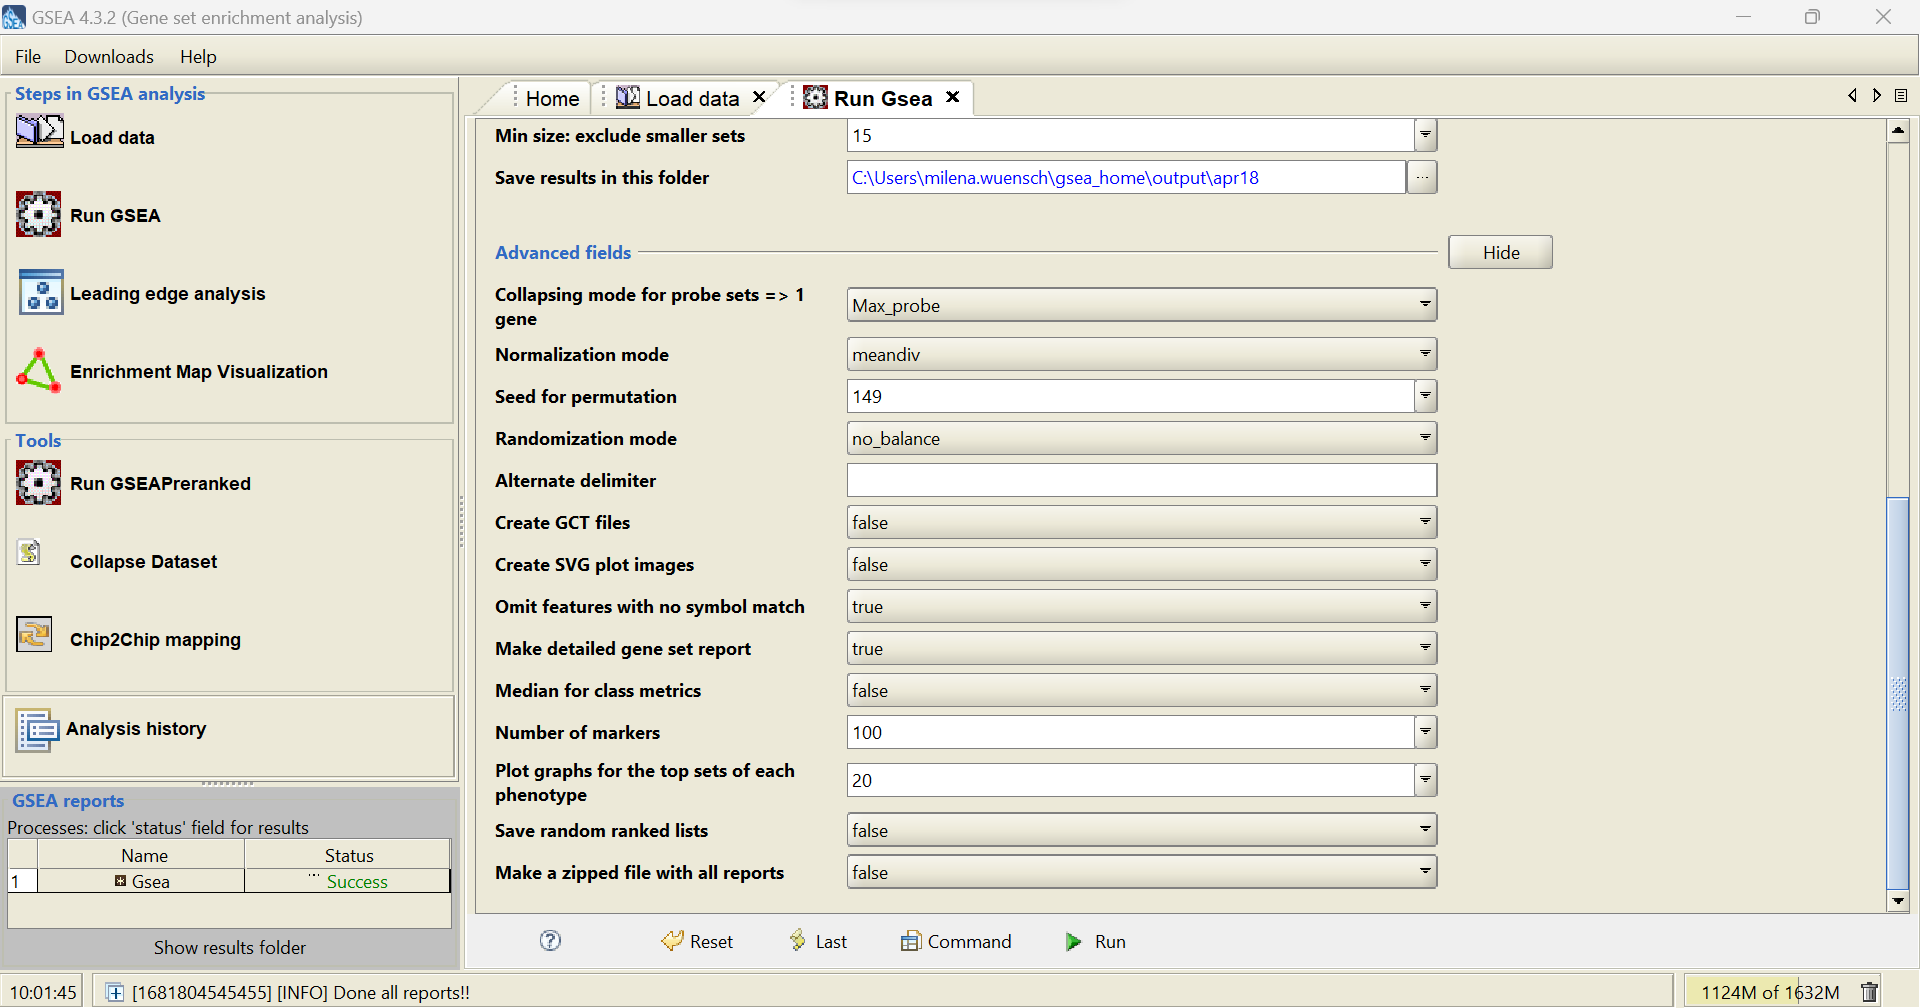 GSEA 4.3.2 (Gene set enrichment analysis)
File Downloads Help
Steps in GSEA analysis
Load data
Run GSEA
Leading edge analysis
Enrichment Map Visualization
Tools
Run GSEAPreranked
Collapse Dataset
Chip2Chip mapping
Analysis history
GSEA reports
Processes: click 'status' field for results
Name Status
1 Gsea ... Success
Show results folder
Home Load data Run Gsea
Min size: exclude smaller sets 15
Save results in this folder C:\Users\milena.wuensch\gsea_home\output\apr18 ...
Advanced fields Hide
Collapsing mode for probe sets => 1
gene Max_probe
Normalization mode meandiv
Seed for permutation 149
Randomization mode no_balance
Alternate delimiter
Create GCT files false
Create SVG plot images false
Omit features with no symbol match true
Make detailed gene set report true
Median for class metrics false
Number of markers 100
Plot graphs for the top sets of each
phenotype 20
Save random ranked lists false
Make a zipped file with all reports false
? Reset Last Command Run
10:01:45 [1681804545455] [INFO] Done all reports!! 1124M of 1632M